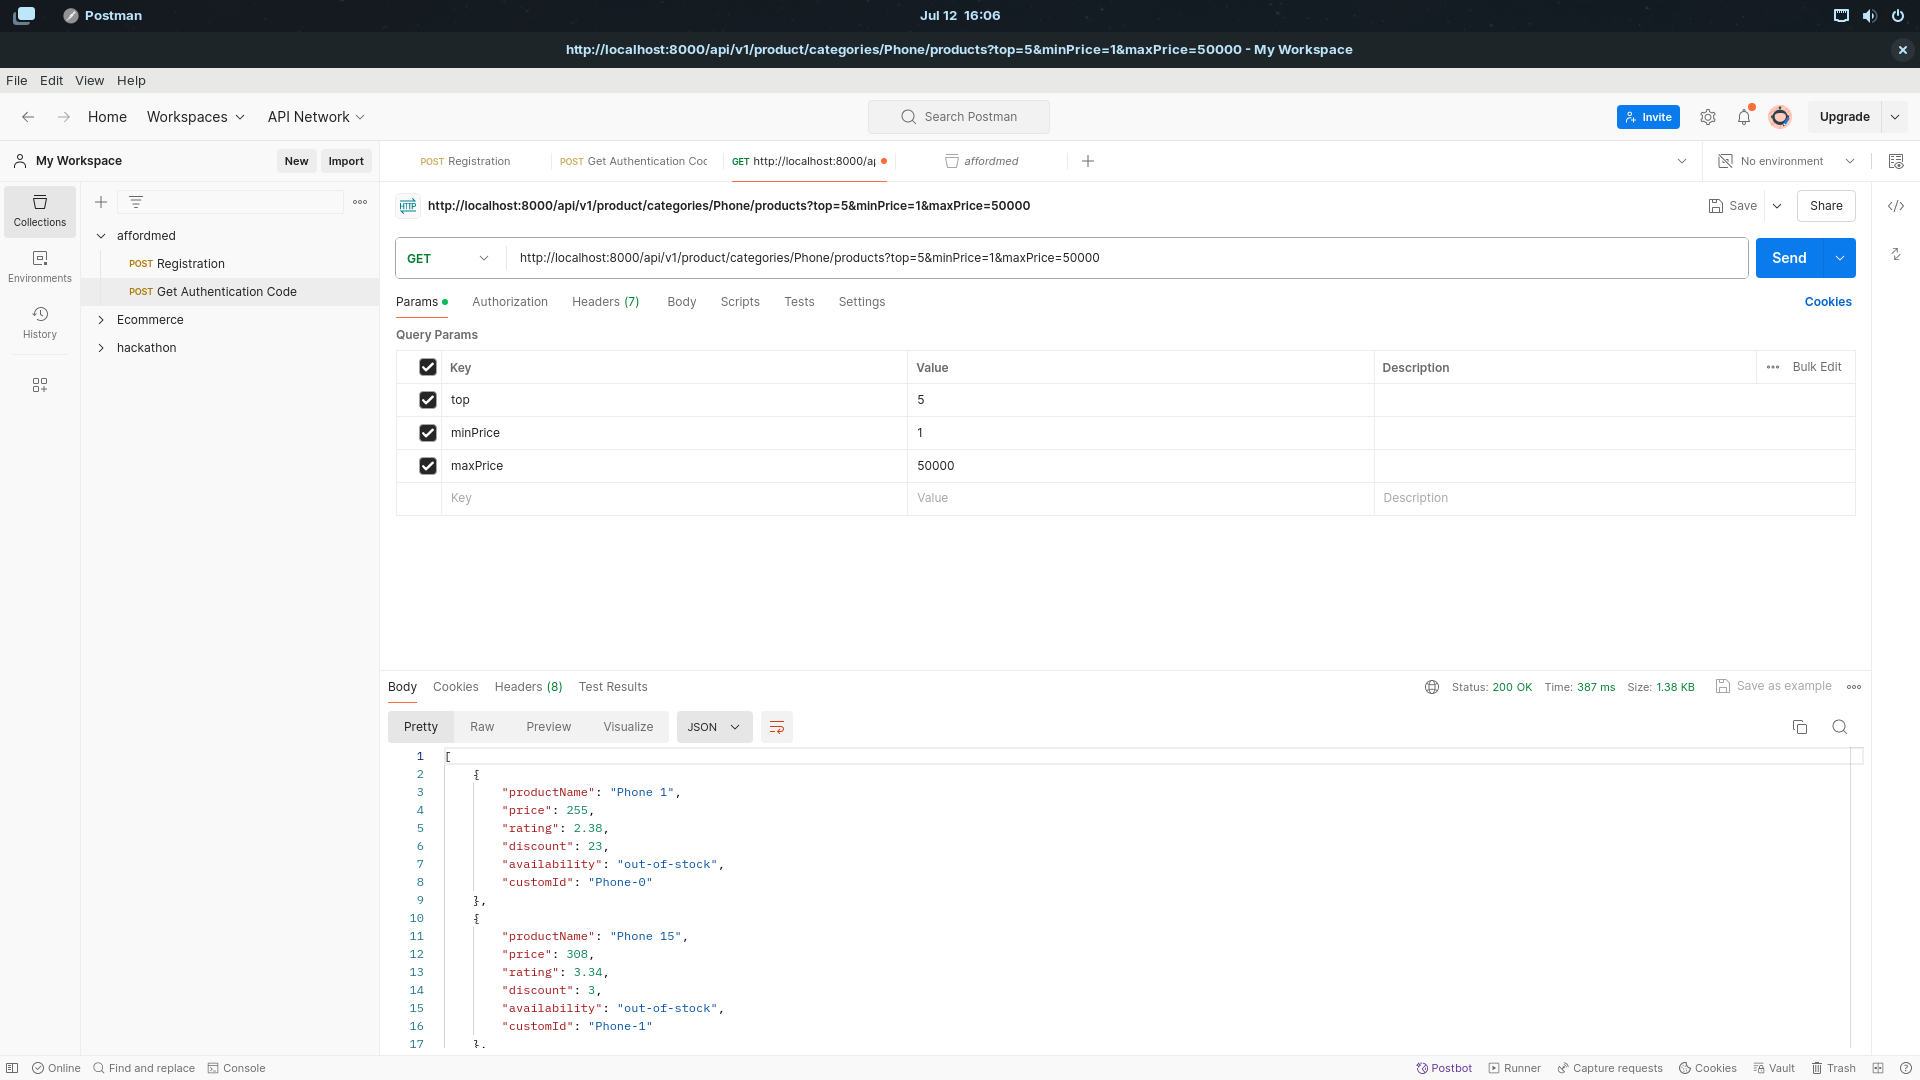 Postman
Jul 12 16:06
http://localhost:8000/api/v1/product/categories/Phone/products?top=5&minPrice=1&maxPrice=50000 - My Workspace
File Edit View Help
Home Workspaces API Network Search Postman Invite Upgrade
My Workspace New Import
POST Registration POST Get Authentication Coc GET http://localhost:8000/a affordmed No environment
Collections
Environments
History
affordmed
POST Registration
POST Get Authentication Code
Ecommerce
hackathon
HTTP http://localhost:8000/api/v1/product/categories/Phone/products?top=5&minPrice=1&maxPrice=50000 Save Share
GET http://localhost:8000/api/v1/product/categories/Phone/products?top=5&minPrice=1&maxPrice=50000 Send
Params Authorization Headers (7) Body Scripts Tests Settings Cookies
Query Params
Key Value Description Bulk Edit
top 5
minPrice 1
maxPrice 50000
Key Value Description
Body Cookies Headers (8) Test Results Status: 200 OK Time: 387 ms Size: 1.38 KB Save as example
Pretty Raw Preview Visualize JSON
1 [
2 {
3 "productName": "Phone 1",
4 "price": 255,
5 "rating": 2.38,
6 "discount": 23,
7 "availability": "out-of-stock",
8 "customId": "Phone-0"
9 },
10 {
11 "productName": "Phone 15",
12 "price": 308,
13 "rating": 3.34,
14 "discount": 3,
15 "availability": "out-of-stock",
16 "customId": "Phone-1"
17 },
Online Find and replace Console Postbot Runner Capture requests Cookies Vault Trash